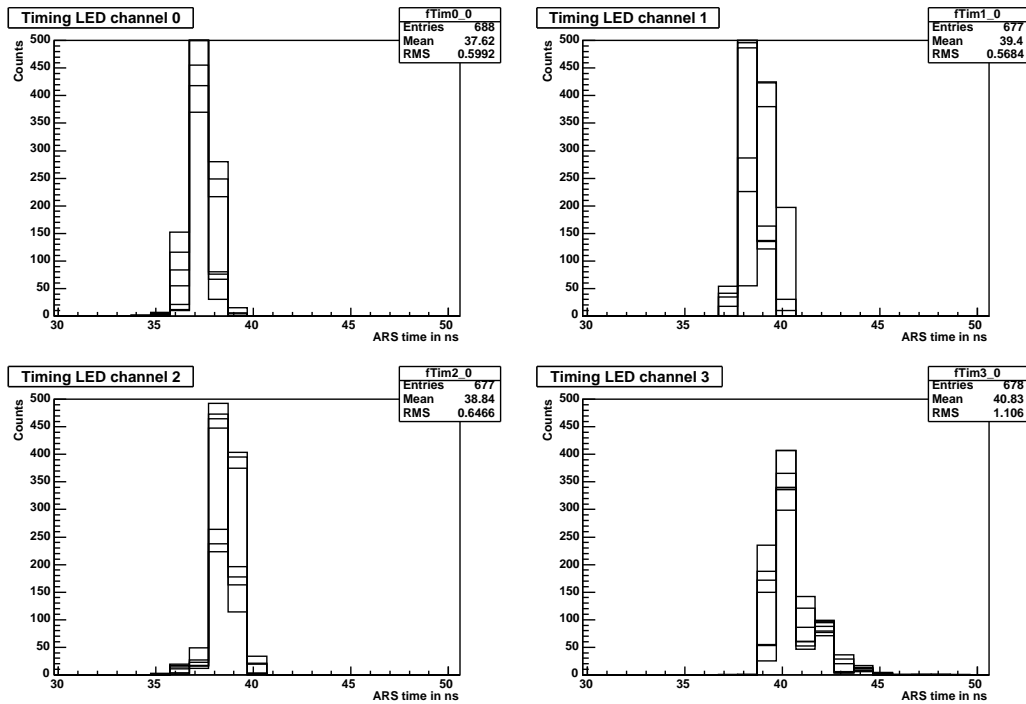 Timing LED channel 0
fTim0_0
Entries 688
Mean 37.62
RMS 0.5992
Counts
500
450
400
350
300
250
200
150
100
50
0
30 35 40 45 50
ARS time in ns
Timing LED channel 1
fTim1_0
Entries 677
Mean 39.4
RMS 0.5684
Counts
500
450
400
350
300
250
200
150
100
50
0
30 35 40 45 50
ARS time in ns
Timing LED channel 2
fTim2_0
Entries 677
Mean 38.84
RMS 0.6466
Counts
500
450
400
350
300
250
200
150
100
50
0
30 35 40 45 50
ARS time in ns
Timing LED channel 3
fTim3_0
Entries 678
Mean 40.83
RMS 1.106
Counts
500
450
400
350
300
250
200
150
100
50
0
30 35 40 45 50
ARS time in ns